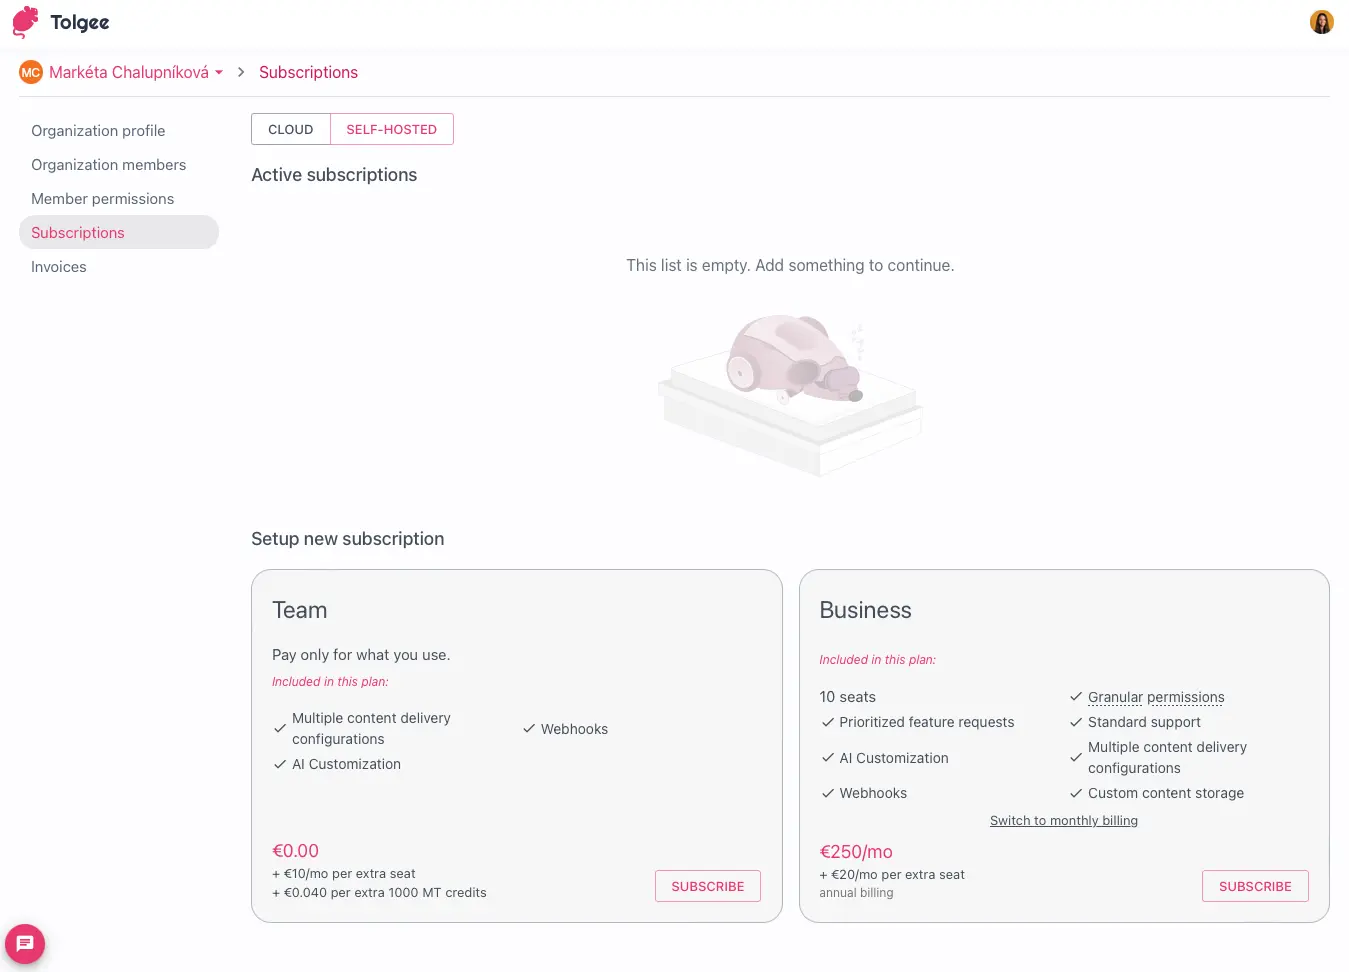 Tolgee
MC Markéta Chalupníková > Subscriptions
Organization profile
Organization members
Member permissions
Subscriptions
Invoices
CLOUD
SELF-HOSTED
Active subscriptions
This list is empty. Add something to continue.
Setup new subscription
Team
Pay only for what you use.
Included in this plan:
Multiple content delivery
configurations
Webhooks
AI Customization
€0.00
+ €10/mo per extra seat
+ €0.040 per extra 1000 MT credits
SUBSCRIBE
Business
Included in this plan:
10 seats
Granular permissions
Prioritized feature requests
Standard support
AI Customization
Multiple content delivery
configurations
Webhooks
Custom content storage
Switch to monthly billing
€250/mo
+ €20/mo per extra seat
annual billing
SUBSCRIBE